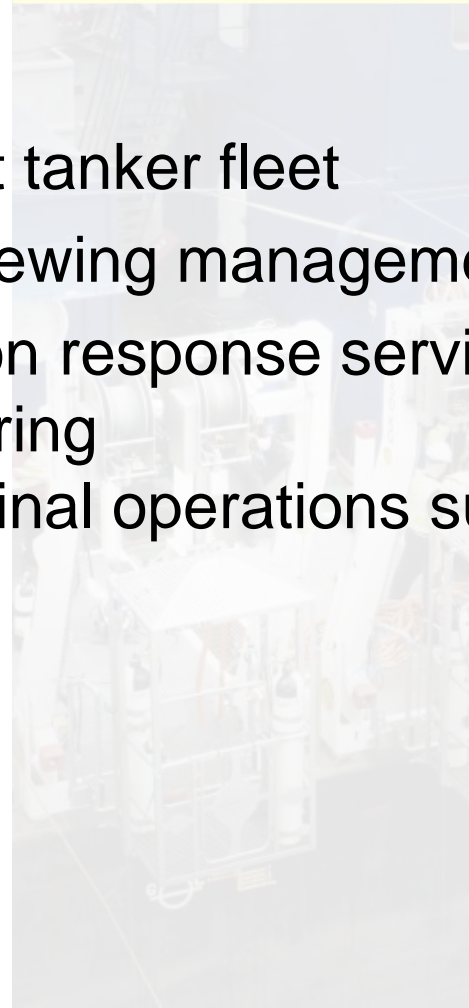 t tanker fleet
ewing manageme
on response servi
ring
inal operations su